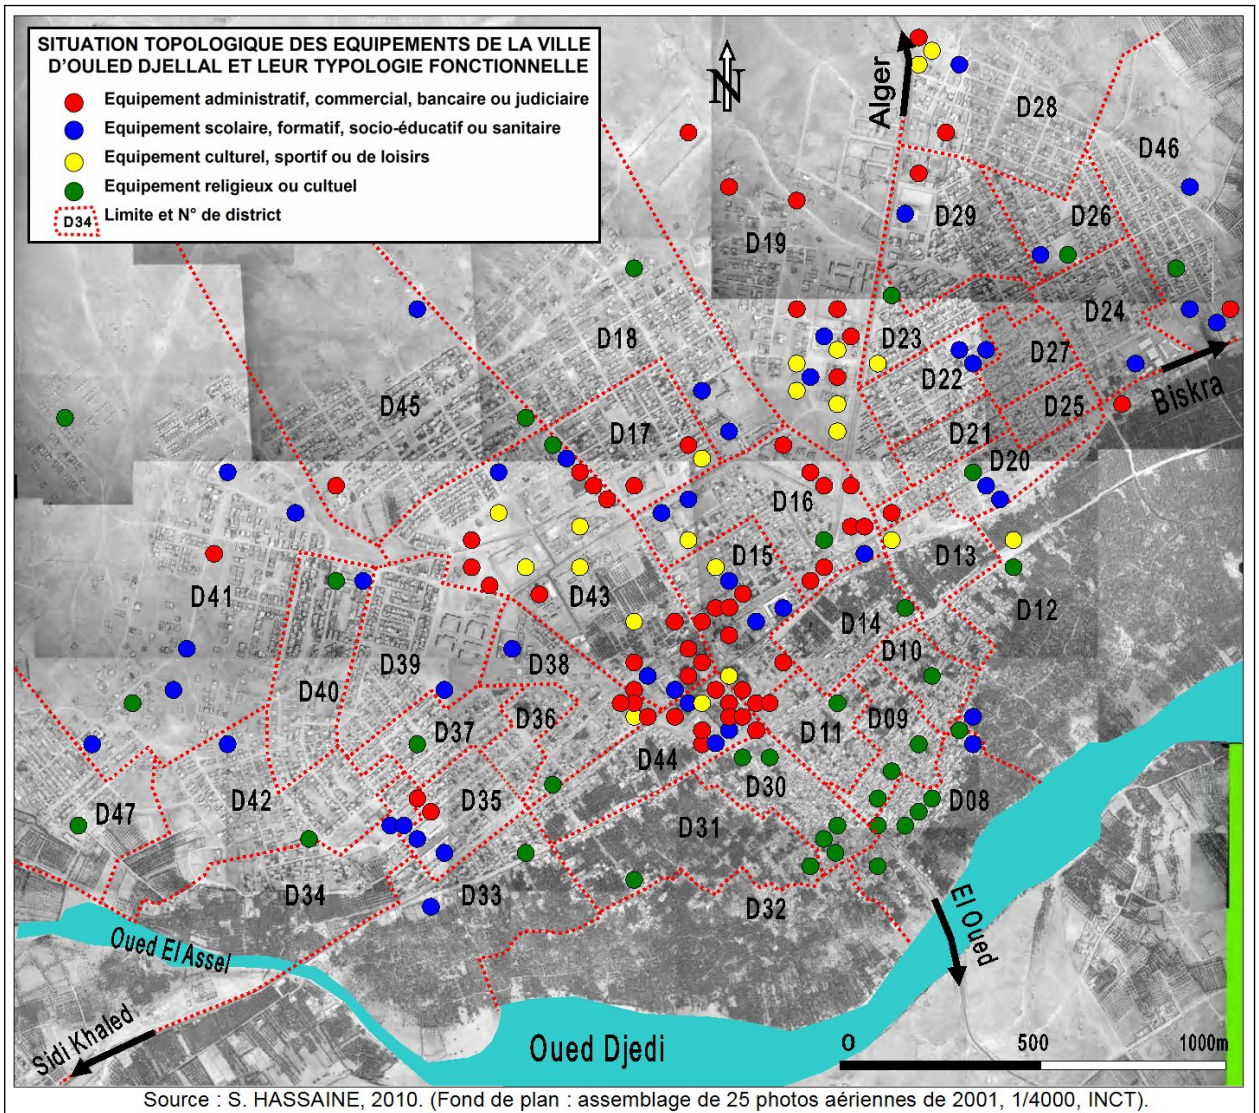 SITUATION TOPOLOGIQUE DES EQUIPEMENTS DE LA VILLE
D'OULED DJELLAL ET LEUR TYPOLOGIE FONCTIONNELLE
Equipement administratif, commercial, bancaire ou judiciaire
Equipement scolaire, formatif, socio-éducatif ou sanitaire
Equipement culturel, sportif ou de loisirs
Equipement religieux ou cultuel
D34 Limite et N° de district
N
Alger
D28
D46
D29
D26
D19
D24
D18
D23
D27
D22
Biskra
D45
D25
D17
D21
D20
D16
D13
D15
D41
D43
D12
D14
D10
D39
D38
D40
D36
D37
D09
D11
D44
D30
D42
D35
D08
D47
D31
D34
D33
D32
El Oued
Oued El Assel
Sidi Khaled
Oued Djedi
0 500 1000m
Source : S. HASSAINE, 2010. (Fond de plan : assemblage de 25 photos aériennes de 2001, 1/4000, INCT).